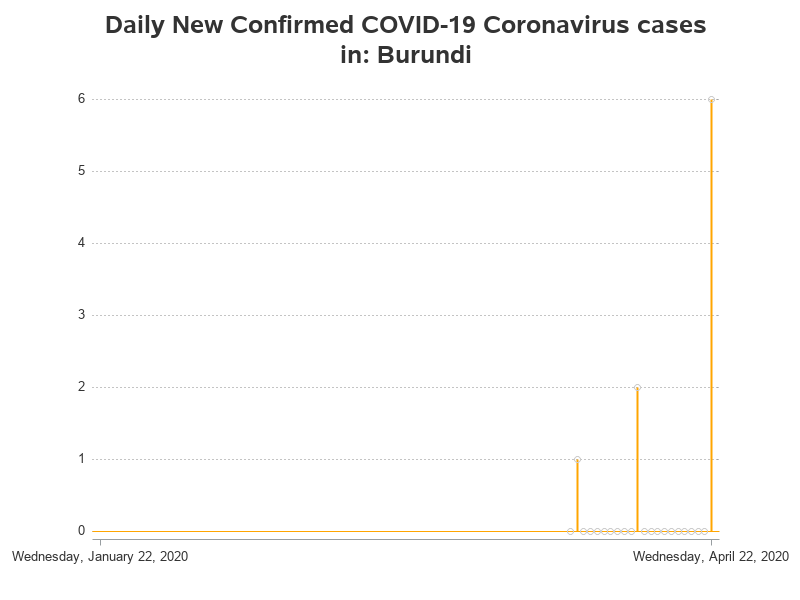 Daily New Confirmed COVID-19 Coronavirus cases
in: Burundi
6
5
4
3
2
1
0
Wednesday, January 22, 2020
Wednesday, April 22, 2020